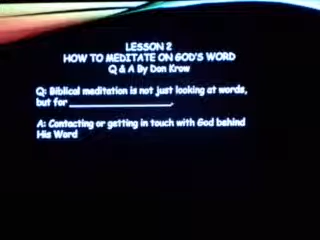 LESSON 2
HOW TO MEDITATE ON GOD'S WORD
Q & A By Don Krow
Q: Biblical meditation is not just looking at words,
but for ____________________.
A: Contacting or getting in touch with God behind
His Word